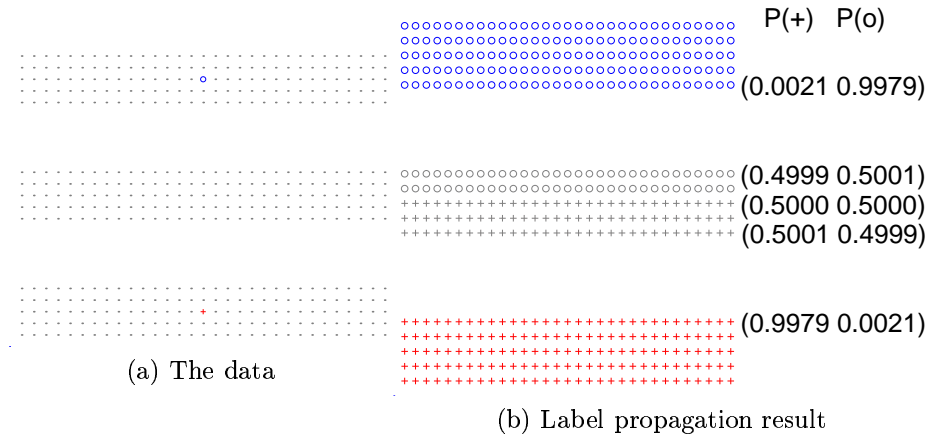 P(+) P(o)
(0.0021 0.9979)
(0.4999 0.5001)
(0.5000 0.5000)
(0.5001 0.4999)
(0.9979 0.0021)
(a) The data
(b) Label propagation result